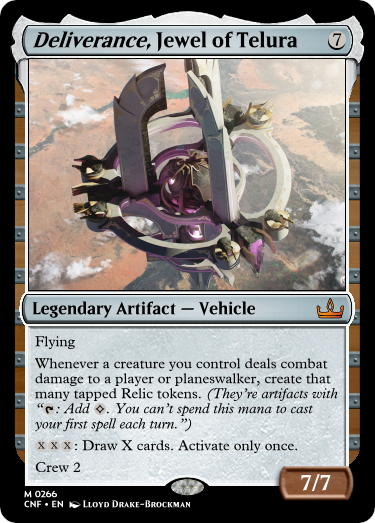 Deliverance, Jewel of Telura 7
Legendary Artifact — Vehicle
Flying
Whenever a creature you control deals combat
damage to a player or planeswalker, create that
many tapped Relic tokens. (They're artifacts with
“: Add . You can't spend this mana to cast
your first spell each turn.”)
X X X : Draw X cards. Activate only once.
Crew 2
7/7
M 0266
CNF • EN Lloyd Drake-Brockman